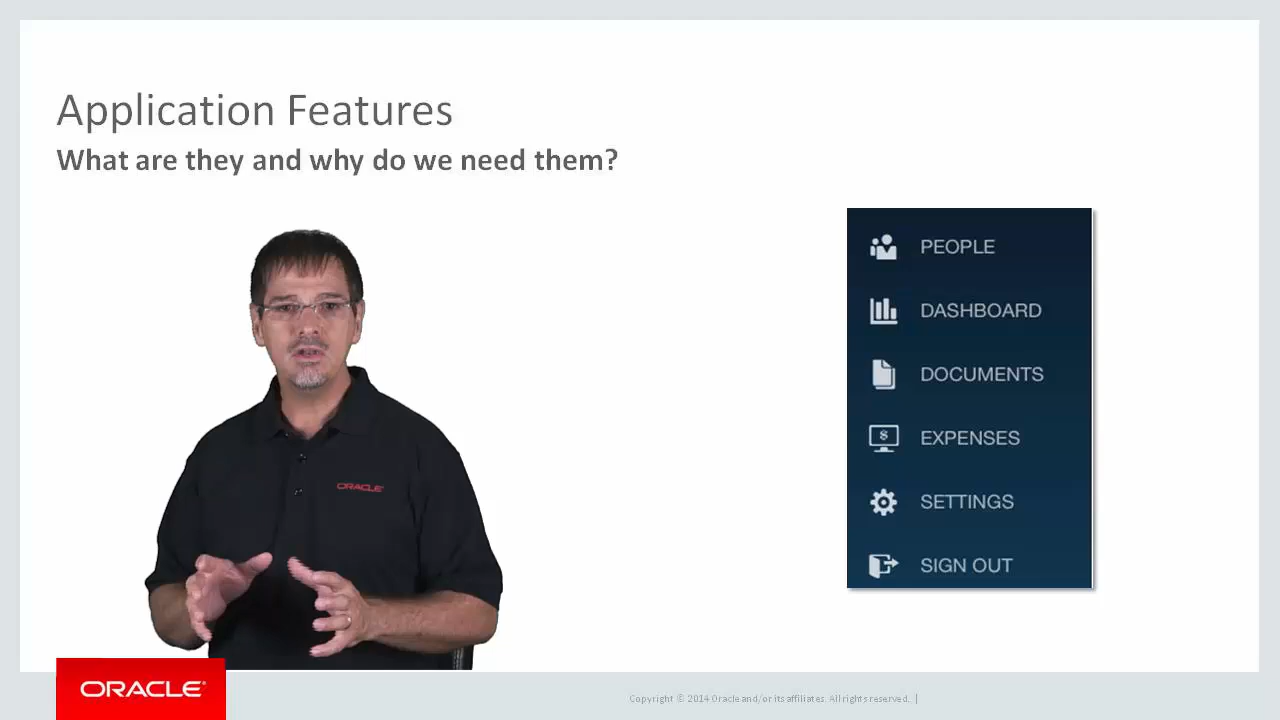 Application Features
What are they and why do we need them?
PEOPLE
DASHBOARD
DOCUMENTS
$
EXPENSES
SETTINGS
SIGN OUT
ORACLE
ORACLE®
Copyright © 2014 Oracle and/or its affiliates. All rights reserved. |